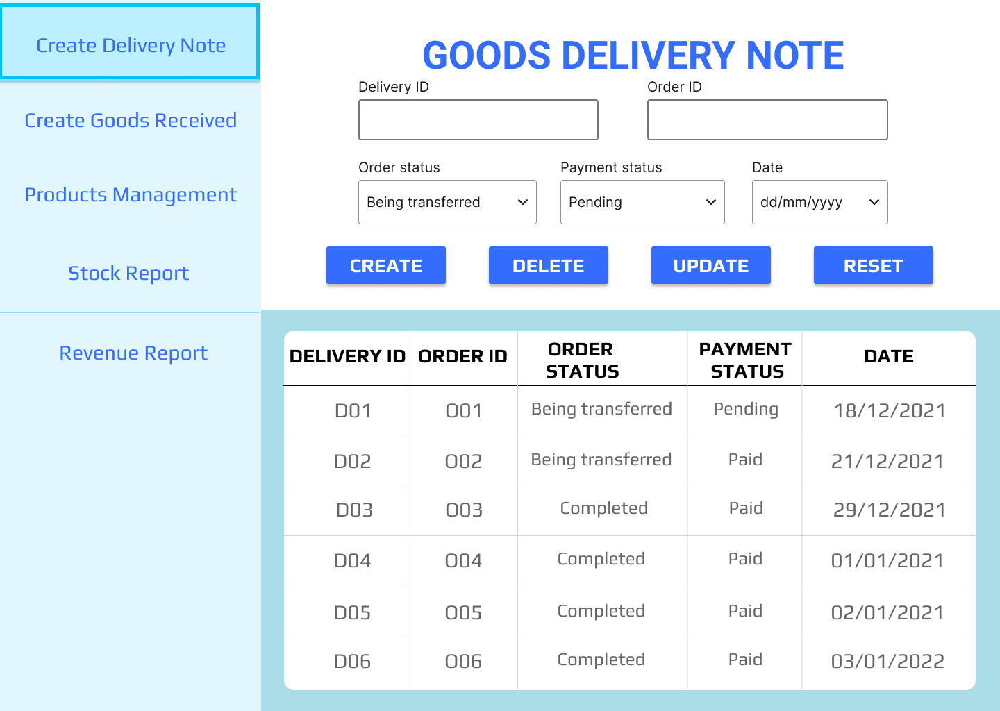 Create Delivery Note
Create Goods Received
Products Management
Stock Report
Revenue Report
GOODS DELIVERY NOTE
Delivery ID Order ID
Order status Payment status Date
Being transferred Pending dd/mm/yyyy
CREATE DELETE UPDATE RESET
DELIVERY ID ORDER ID ORDER STATUS PAYMENT STATUS DATE
D01 O01 Being transferred Pending 18/12/2021
D02 O02 Being transferred Paid 21/12/2021
D03 O03 Completed Paid 29/12/2021
D04 O04 Completed Paid 01/01/2021
D05 O05 Completed Paid 02/01/2021
D06 O06 Completed Paid 03/01/2022